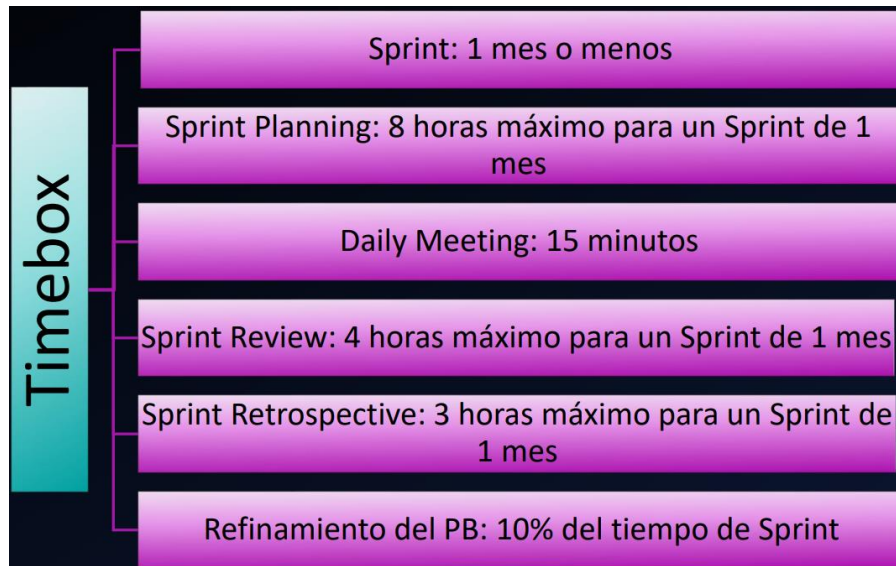 Timebox
Sprint: 1 mes o menos
Sprint Planning: 8 horas máximo para un Sprint de 1
mes
Daily Meeting: 15 minutos
Sprint Review: 4 horas máximo para un Sprint de 1 mes
Sprint Retrospective: 3 horas máximo para un Sprint de
1 mes
Refinamiento del PB: 10% del tiempo de Sprint